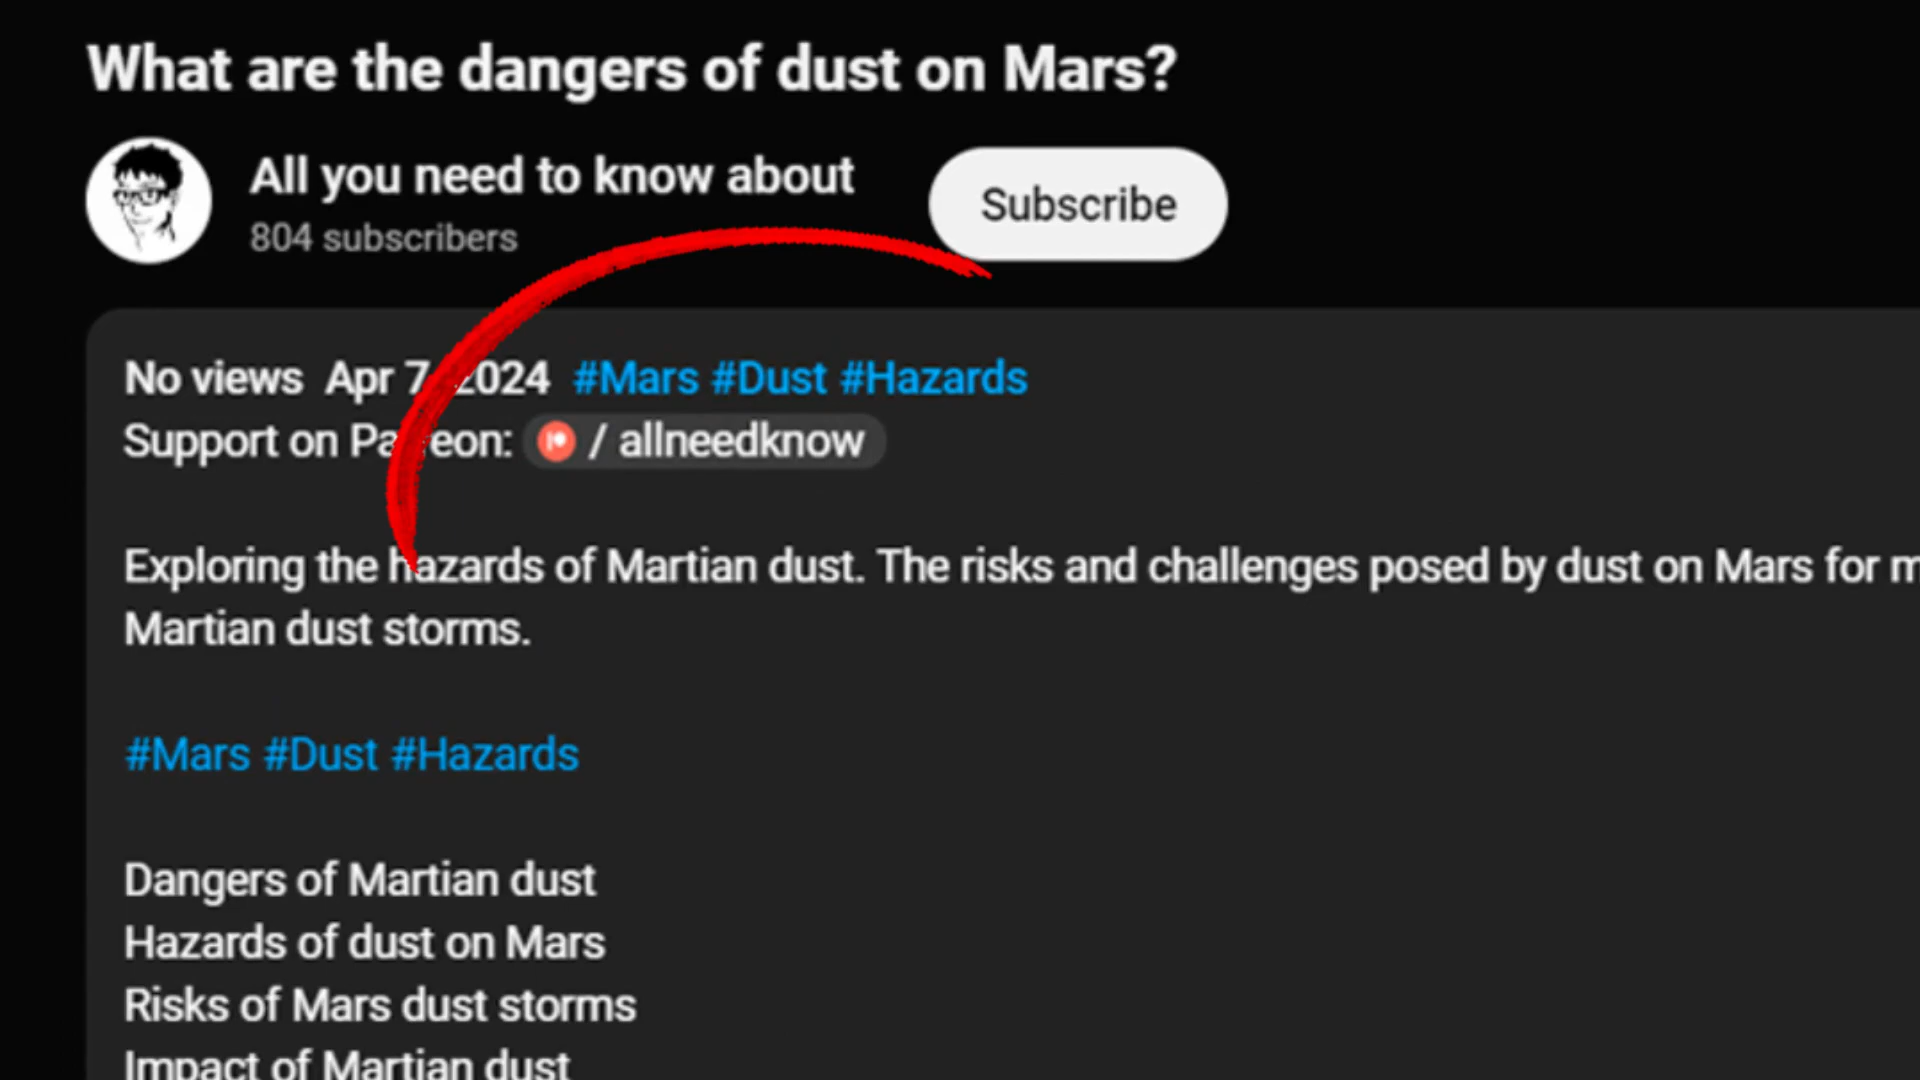 What are the dangers of dust on Mars?
All you need to know about
804 subscribers
Subscribe
No views Apr 7, 2024 #Mars #Dust #Hazards
Support on Patreon: / allneedknow
Exploring the hazards of Martian dust. The risks and challenges posed by dust on Mars for
Martian dust storms.
#Mars #Dust #Hazards
Dangers of Martian dust
Hazards of dust on Mars
Risks of Mars dust storms
Impact of Martian dust